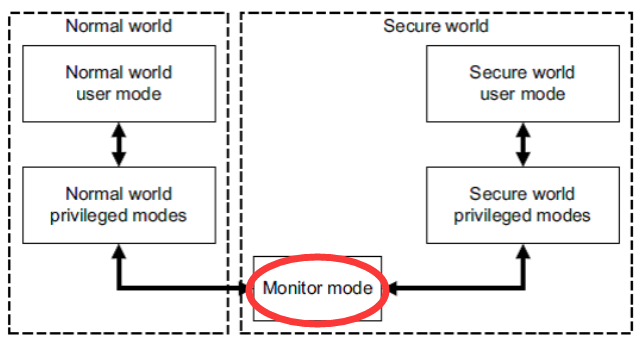 Normal world
Secure world
Normal world
user mode
Secure world
user mode
Normal world
privileged modes
Secure world
privileged modes
Monitor mode